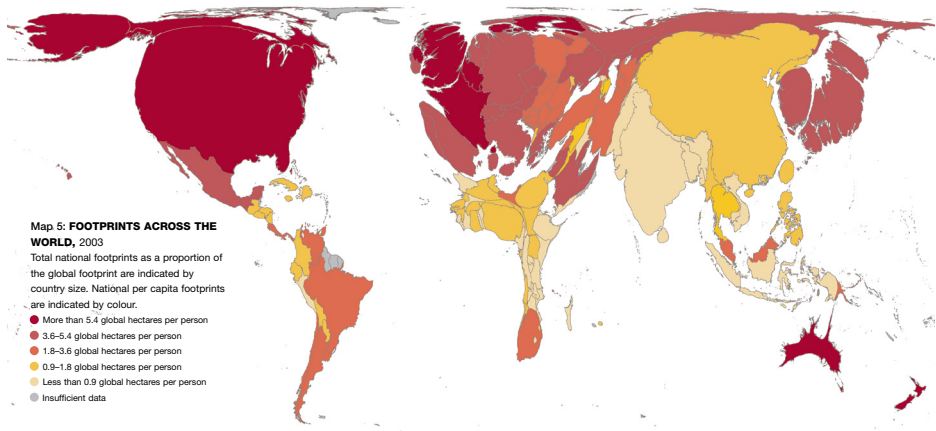 Map 5: FOOTPRINTS ACROSS THE
WORLD, 2003
Total national footprints as a proportion of
the global footprint are indicated by
country size. National per capita footprints
are indicated by colour.
More than 5.4 global hectares per person
3.6–5.4 global hectares per person
1.8–3.6 global hectares per person
0.9–1.8 global hectares per person
Less than 0.9 global hectares per person
Insufficient data